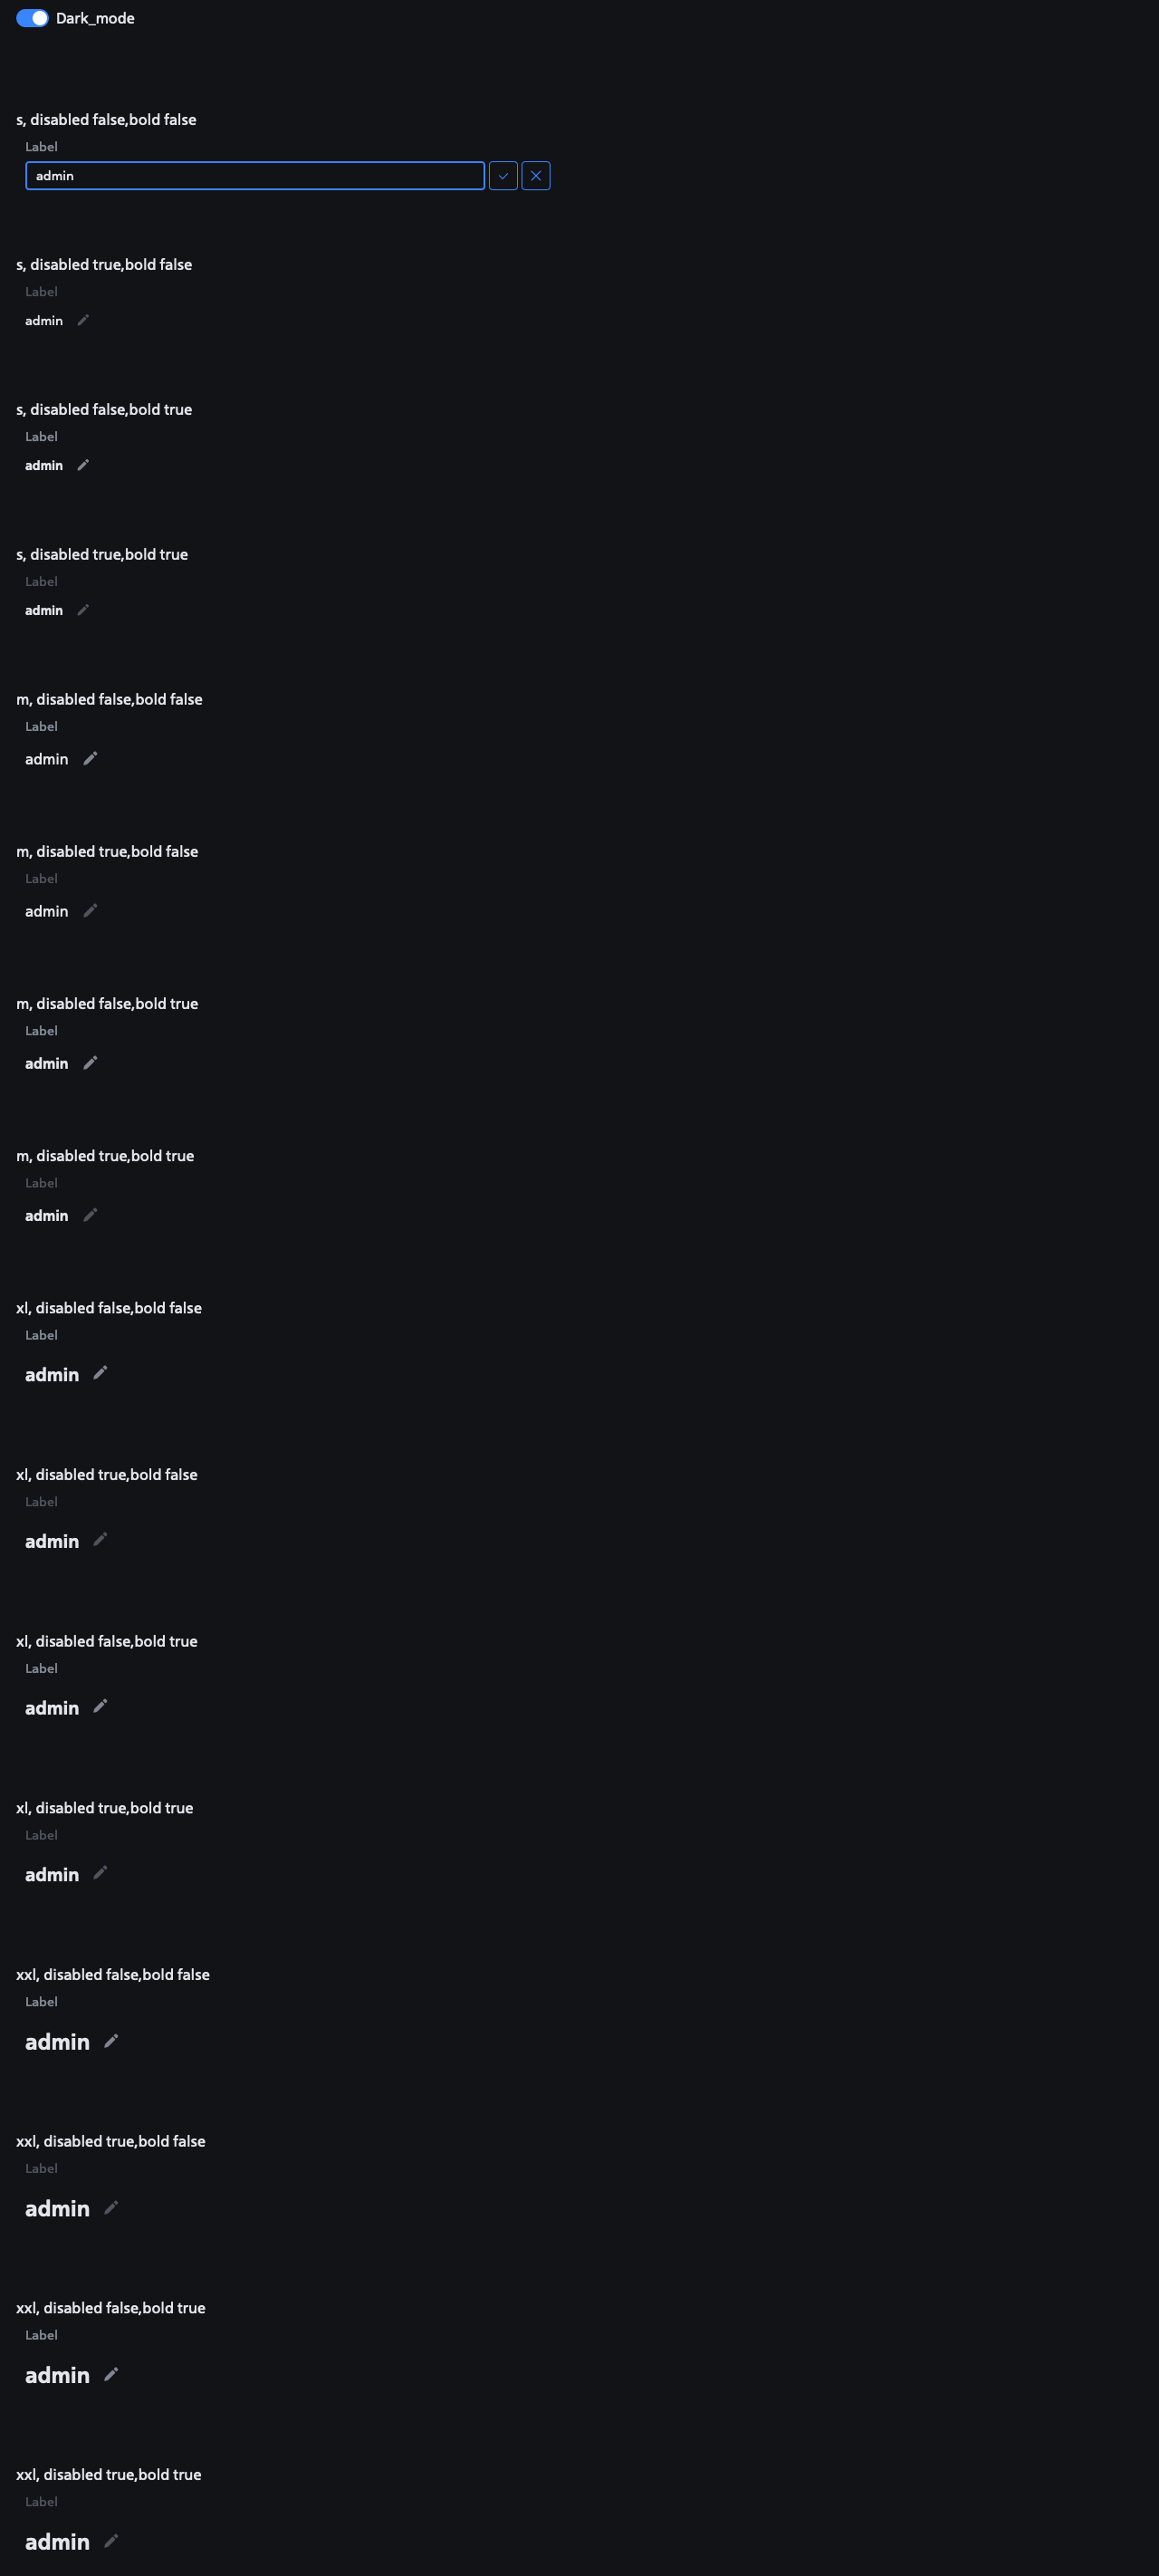 Dark_mode
s, disabled false,bold false
Label
admin
s, disabled true,bold false
Label
admin
s, disabled false,bold true
Label
admin
s, disabled true,bold true
Label
admin
m, disabled false,bold false
Label
admin
m, disabled true,bold false
Label
admin
m, disabled false,bold true
Label
admin
m, disabled true,bold true
Label
admin
xl, disabled false,bold false
Label
admin
xl, disabled true,bold false
Label
admin
xl, disabled false,bold true
Label
admin
xl, disabled true,bold true
Label
admin
xxl, disabled false,bold false
Label
admin
xxl, disabled true,bold false
Label
admin
xxl, disabled false,bold true
Label
admin
xxl, disabled true,bold true
Label
admin